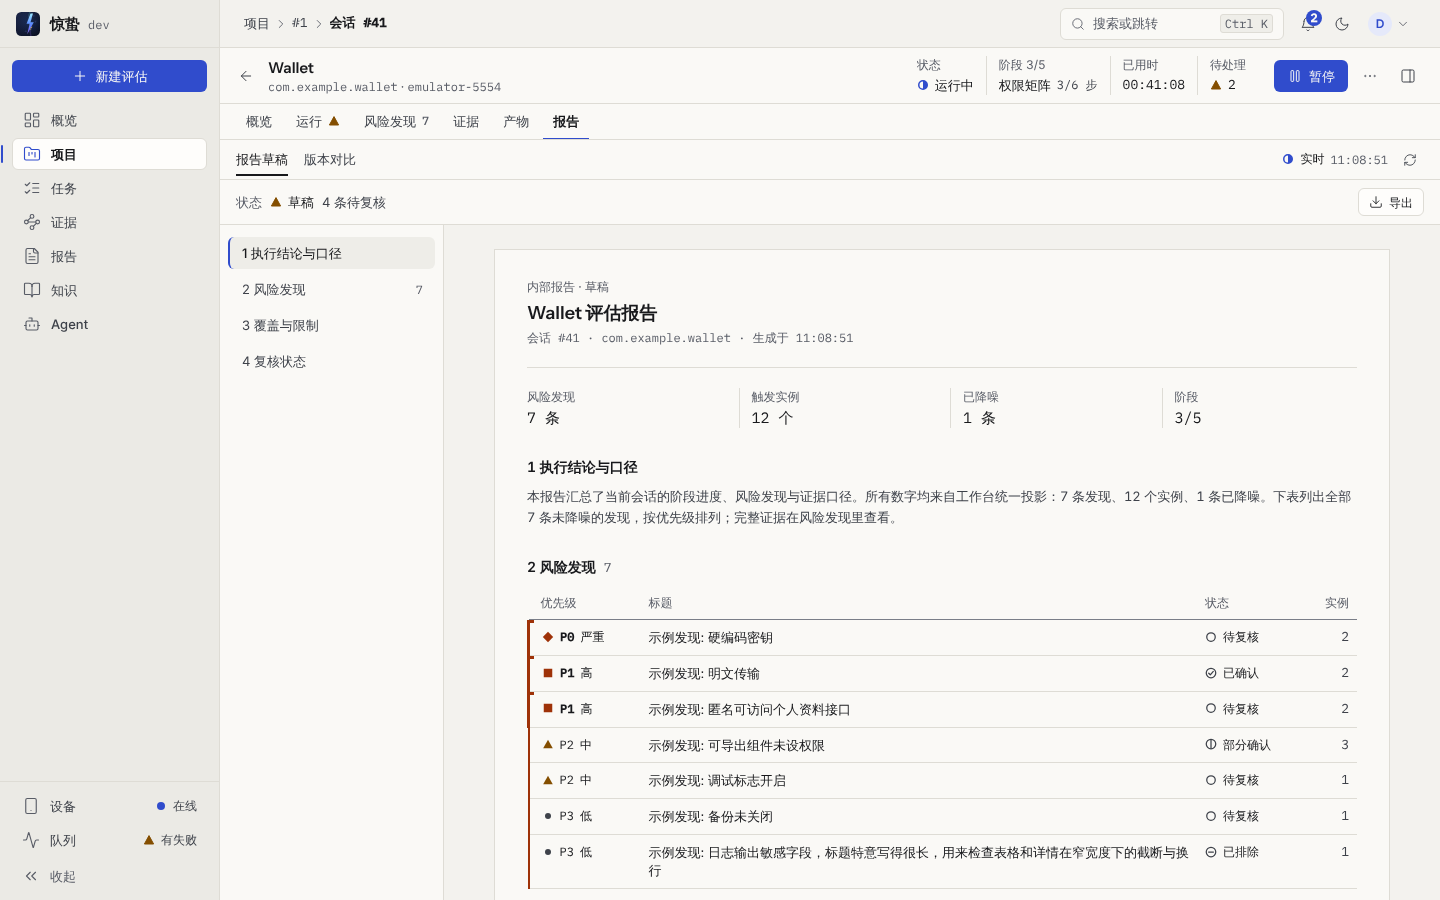 惊蛰 dev
项目 > #1 > 会话 #41
搜索或跳转 Ctrl K
2
D
新建评估
概览
项目
任务
证据
报告
知识
Agent
设备 在线
队列 有失败
收起
Wallet
com.example.wallet · emulator-5554
状态
运行中
阶段 3/5
权限矩阵 3/6 步
已用时
00:41:08
待处理
2
暂停
概览 运行 风险发现 7 证据 产物 报告
报告草稿 版本对比
实时 11:08:51
状态 草稿 4 条待复核
导出
1 执行结论与口径
2 风险发现 7
3 覆盖与限制
4 复核状态
内部报告 · 草稿
Wallet 评估报告
会话 #41 · com.example.wallet · 生成于 11:08:51
风险发现
7 条
触发实例
12 个
已降噪
1 条
阶段
3/5
1 执行结论与口径
本报告汇总了当前会话的阶段进度、风险发现与证据口径。所有数字均来自工作台统一投影：7 条发现、12 个实例、1 条已降噪。下表列出全部
7 条未降噪的发现，按优先级排列；完整证据在风险发现里查看。
2 风险发现 7
优先级 标题 状态 实例
P0 严重 示例发现: 硬编码密钥 待复核 2
P1 高 示例发现: 明文传输 已确认 2
P1 高 示例发现: 匿名可访问个人资料接口 待复核 2
P2 中 示例发现: 可导出组件未设权限 部分确认 3
P2 中 示例发现: 调试标志开启 待复核 1
P3 低 示例发现: 备份未关闭 待复核 1
P3 低 示例发现: 日志输出敏感字段，标题特意写得很长，用来检查表格和详情在窄宽度下的截断与换 已排除 1
行